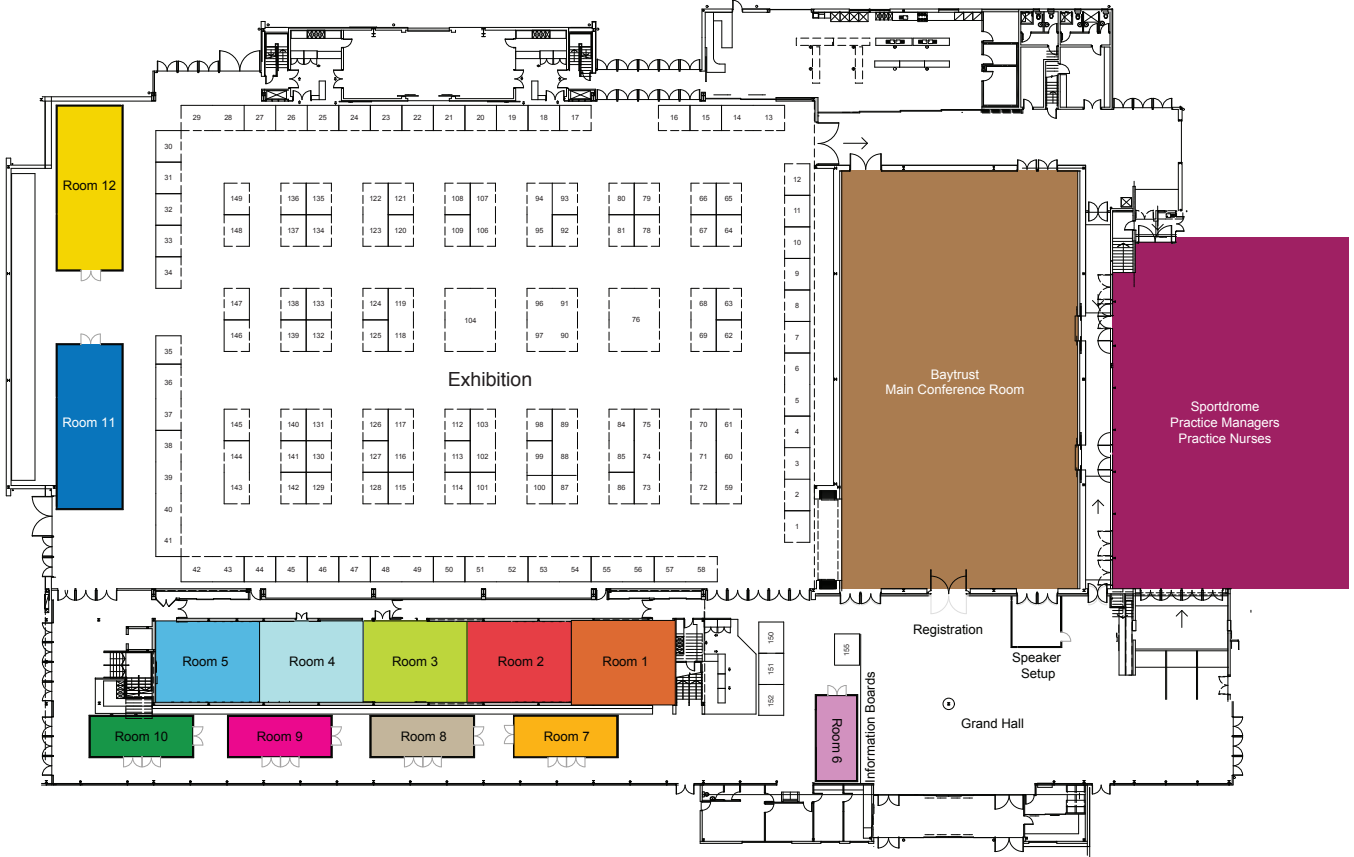 29 28 27 26 25 24 23 22 21 20 19 18 17 16 15 14 13
30
31
32
33
34
35
36
37
38
39
40
41
Room 12
Room 11
149 136 135 122 121 108 107 94 93 80 79 66 65
148 137 134 123 120 109 106 95 92 81 78 67 64
147 138 133 124 119 104 96 91 76 68 63
146 139 132 125 118 97 90 69 62
Exhibition
145 140 131 126 117 112 103 98 89 84 75 70 61
144 141 130 127 116 113 102 99 88 85 74 71 60
143 142 129 128 115 114 101 100 87 86 73 72 59
12
11
10
9
8
7
6
5
4
3
2
1
42 43 44 45 46 47 48 49 50 51 52 53 54 55 56 57 58
Baytrust
Main Conference Room
Sportdrome
Practice Managers
Practice Nurses
Room 5
Room 4
Room 3
Room 2
Room 1
150
151
152
155
Registration
Speaker
Setup
Room 10
Room 9
Room 8
Room 7
Room 6
Information Boards
Grand Hall